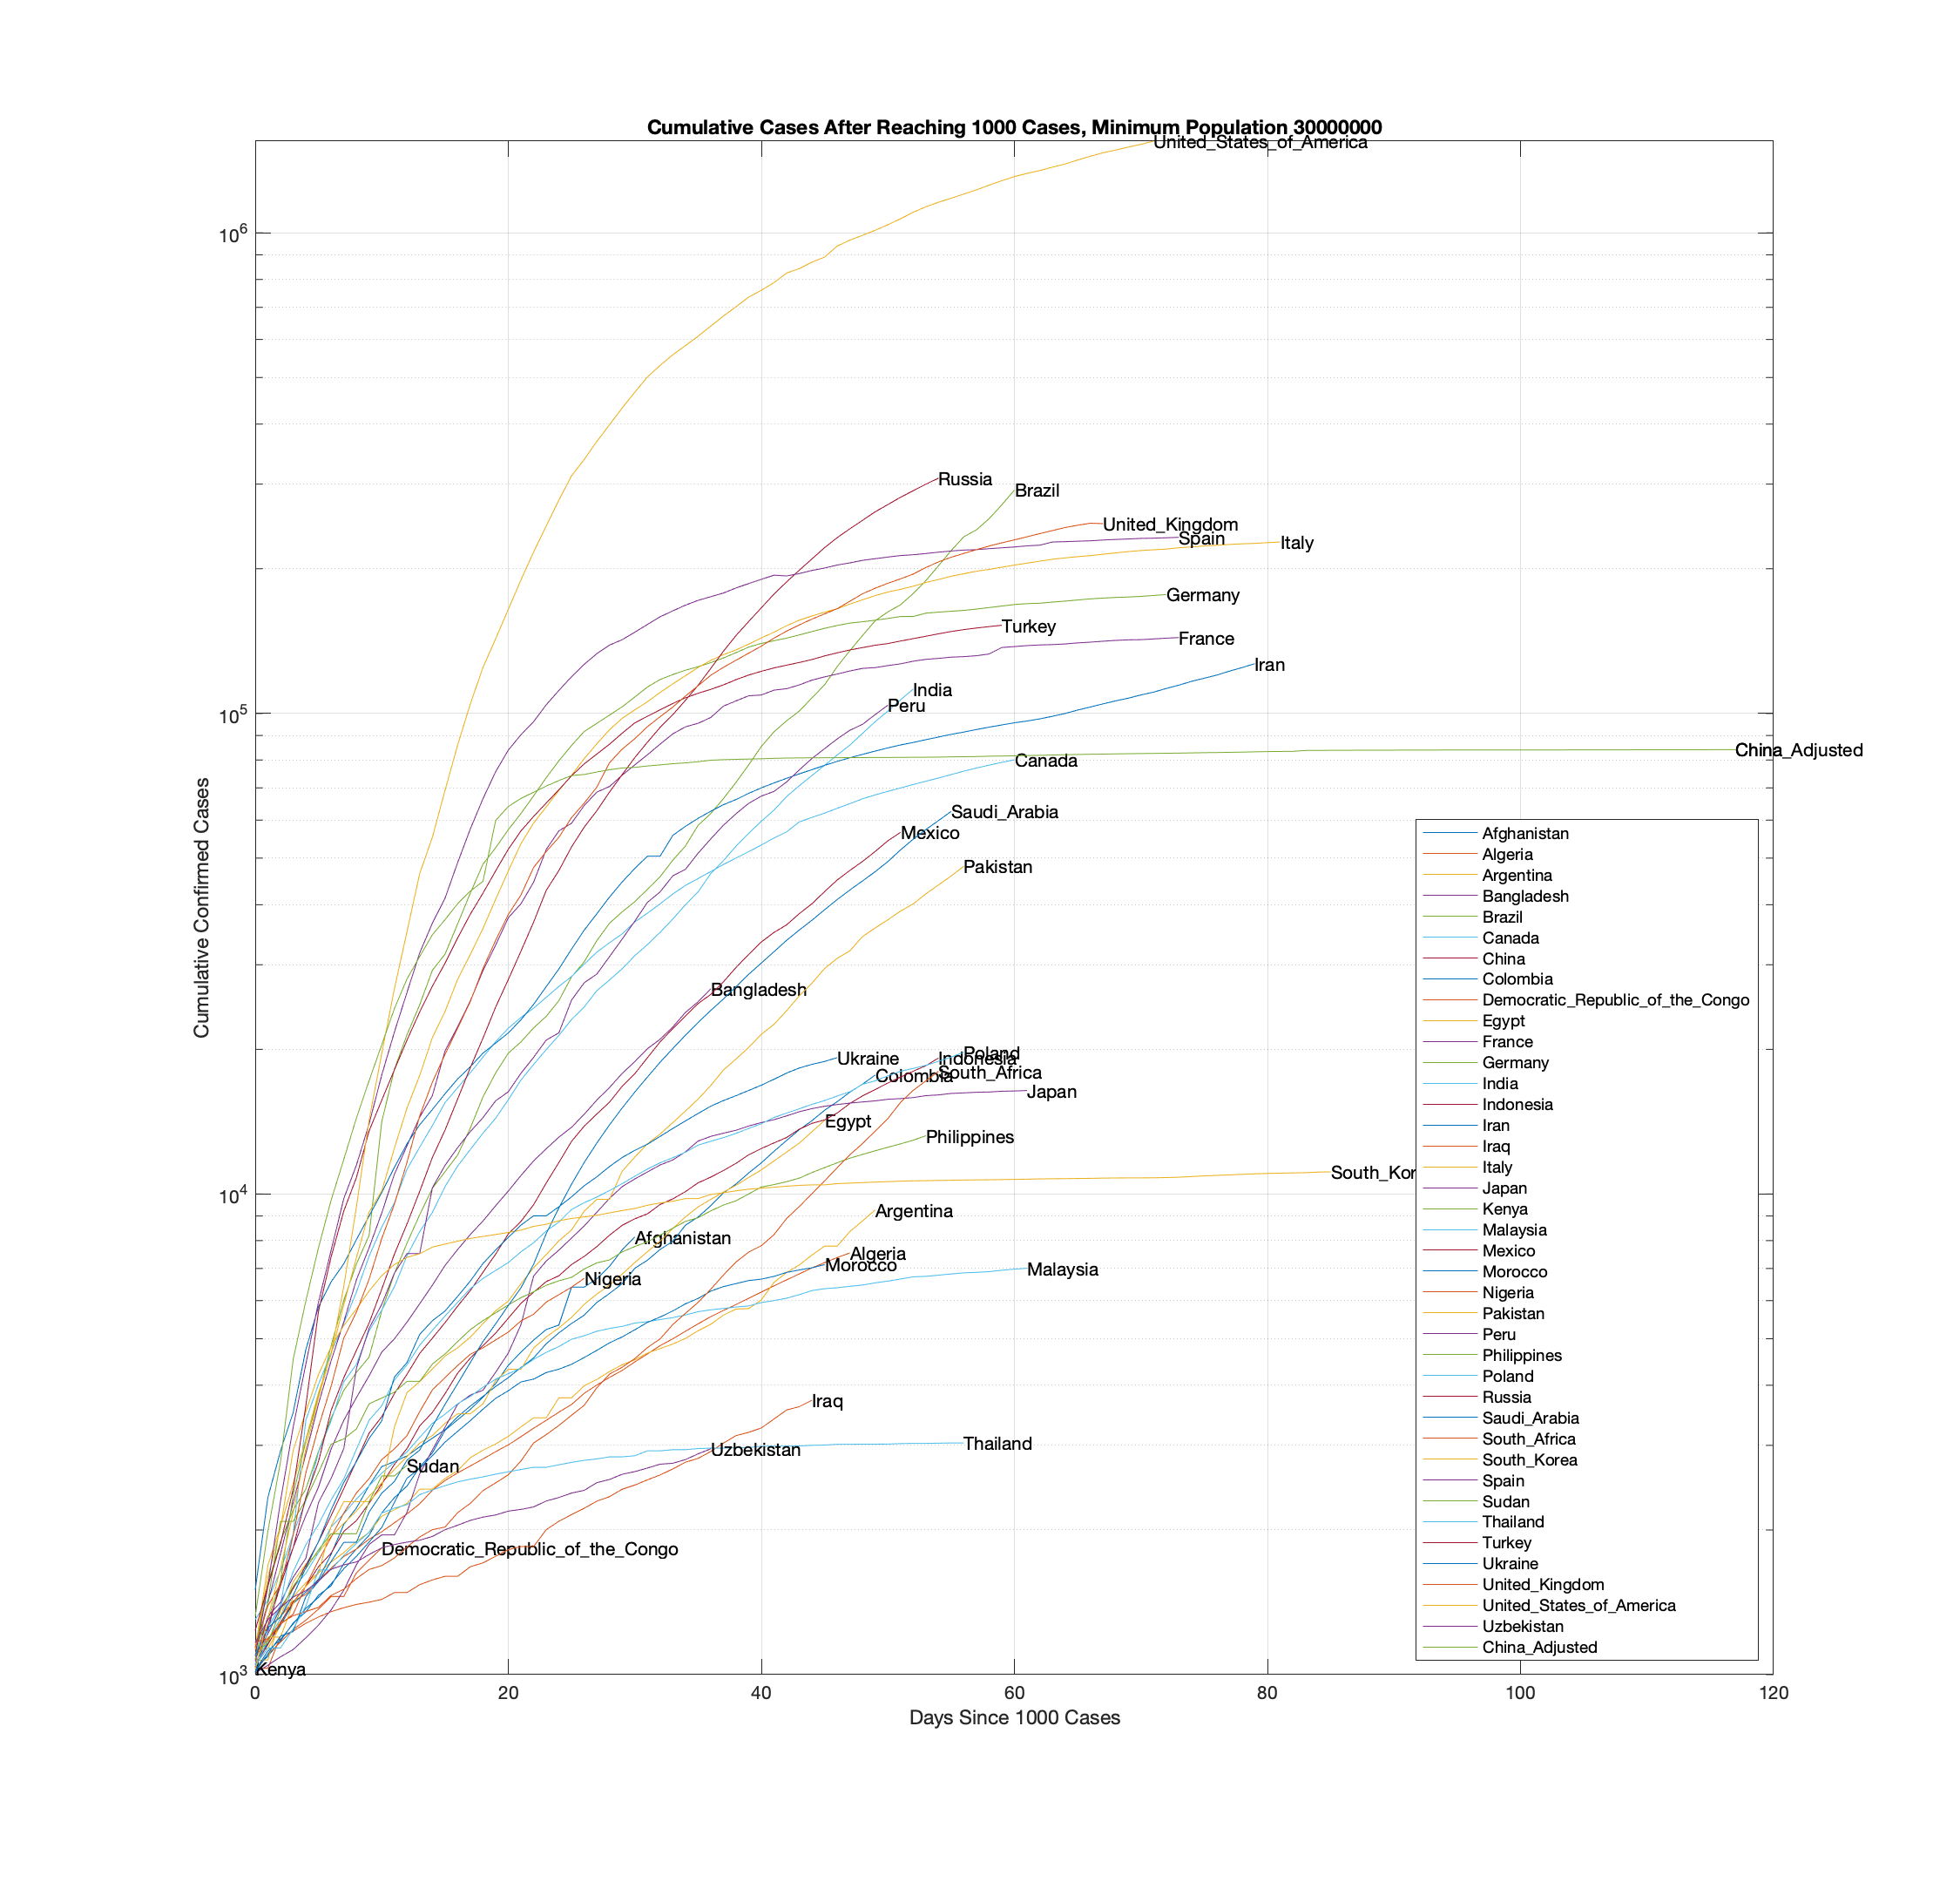 Cumulative Cases After Reaching 1000 Cases, Minimum Population 30000000
United_States_of_America
10^6
Russia
Brazil
United_Kingdom
Spain
Italy
Germany
Turkey
France
Iran
India
Peru
10^5
China_Adjusted
Canada
Saudi_Arabia
Mexico
Pakistan
Bangladesh
Poland
Ukraine
Indonesia
South_Africa
Colombia
Japan
Egypt
Philippines
South_Kor
10^4
Argentina
Afghanistan
Algeria
Morocco
Malaysia
Nigeria
Iraq
Thailand
Uzbekistan
Sudan
Democratic_Republic_of_the_Congo
Kenya
10^3
0 20 40 60 80 100 120
Days Since 1000 Cases
Cumulative Confirmed Cases
Afghanistan
Algeria
Argentina
Bangladesh
Brazil
Canada
China
Colombia
Democratic_Republic_of_the_Congo
Egypt
France
Germany
India
Indonesia
Iran
Iraq
Italy
Japan
Kenya
Malaysia
Mexico
Morocco
Nigeria
Pakistan
Peru
Philippines
Poland
Russia
Saudi_Arabia
South_Africa
South_Korea
Spain
Sudan
Thailand
Turkey
Ukraine
United_Kingdom
United_States_of_America
Uzbekistan
China_Adjusted